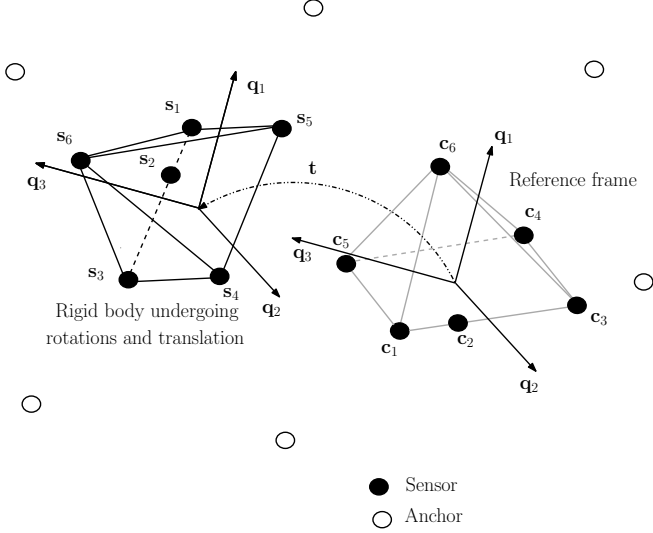 q1
s1
s5
s6
s2
q3
t
s3
s4
q2
Rigid body undergoing
rotations and translation
q1
c6
Reference frame
c4
c5
q3
c3
c1
c2
q2
Sensor
Anchor